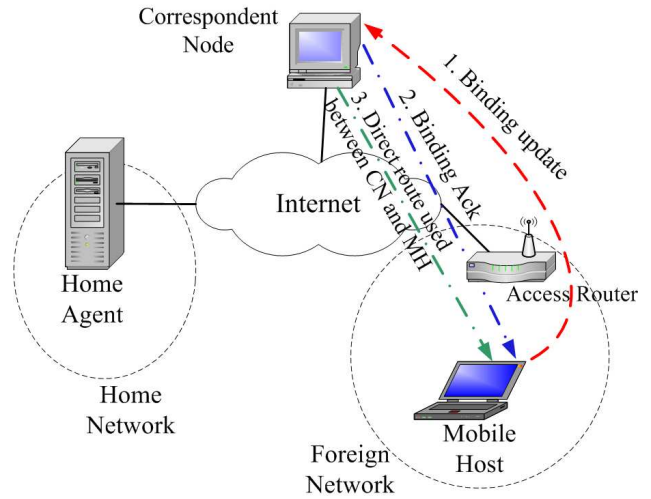 Correspondent
Node
1. Binding update
2. Binding Ack
3. Direct route used
between CN and MH
Internet
Home
Agent
Access Router
Home
Network
Mobile
Host
Foreign
Network